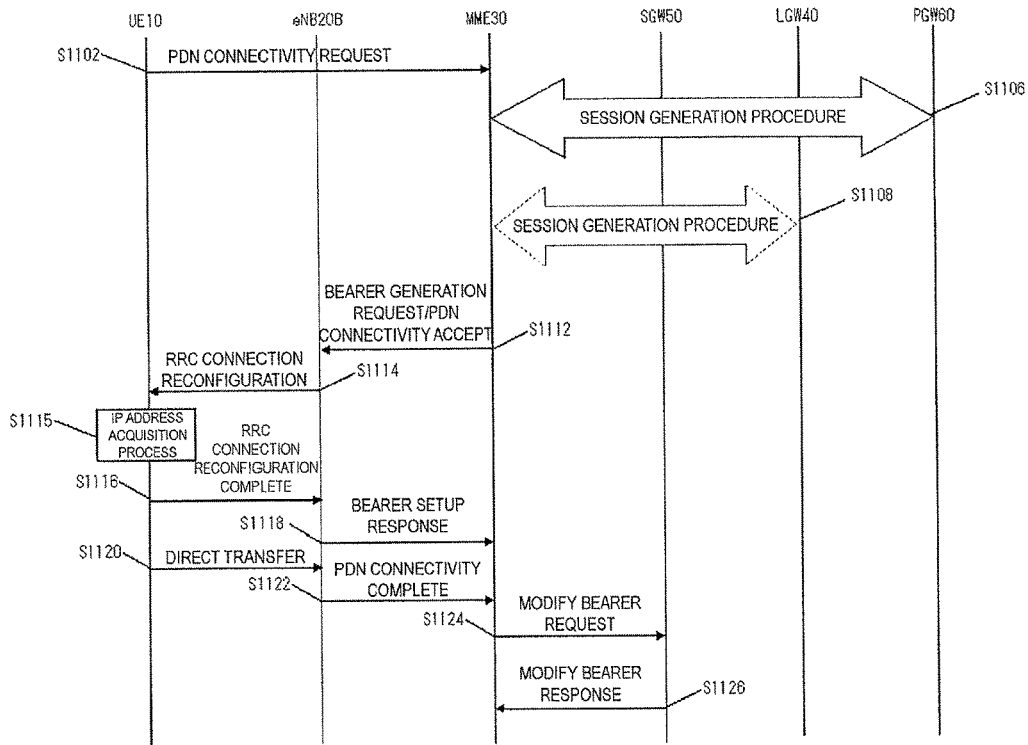 UE10 eNB20B MME30 SGW50 LGW40 PGW60
S1102
PDN CONNECTIVITY REQUEST
S1106
SESSION GENERATION PROCEDURE
S1108
SESSION GENERATION PROCEDURE
BEARER GENERATION
REQUEST/PDN
CONNECTIVITY ACCEPT
S1112
RRC CONNECTION
RECONFIGURATION
S1114
S1115
IP ADDRESS
ACQUISITION
PROCESS
RRC
CONNECTION
RECONFIGURATION
COMPLETE
S1116
BEARER SETUP
RESPONSE
S1118
S1120
DIRECT TRANSFER
PDN CONNECTIVITY
COMPLETE
S1122
MODIFY BEARER
REQUEST
S1124
MODIFY BEARER
RESPONSE
S1126